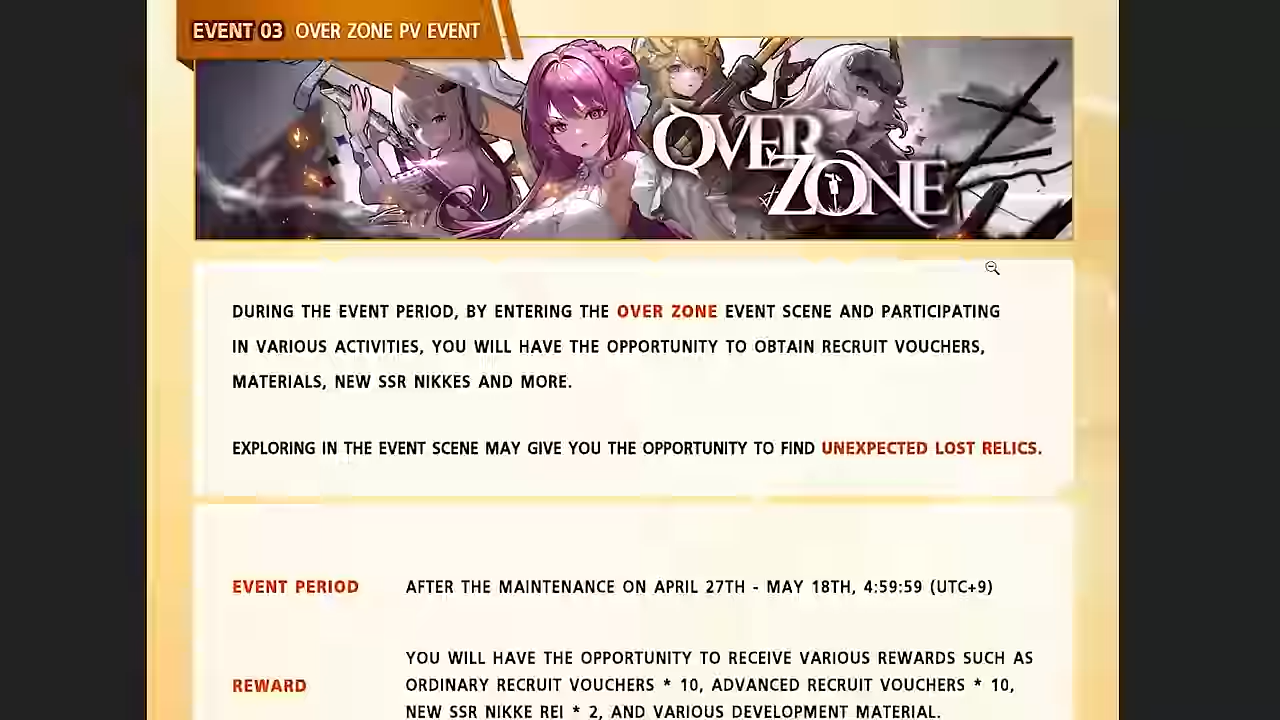 EVENT 03 OVER ZONE PV EVENT
OVER
ZONE
DURING THE EVENT PERIOD, BY ENTERING THE OVER ZONE EVENT SCENE AND PARTICIPATING
IN VARIOUS ACTIVITIES, YOU WILL HAVE THE OPPORTUNITY TO OBTAIN RECRUIT VOUCHERS,
MATERIALS, NEW SSR NIKKES AND MORE.
EXPLORING IN THE EVENT SCENE MAY GIVE YOU THE OPPORTUNITY TO FIND UNEXPECTED LOST RELICS.
EVENT PERIOD AFTER THE MAINTENANCE ON APRIL 27TH - MAY 18TH, 4:59:59 (UTC+9)
YOU WILL HAVE THE OPPORTUNITY TO RECEIVE VARIOUS REWARDS SUCH AS
REWARD ORDINARY RECRUIT VOUCHERS * 10, ADVANCED RECRUIT VOUCHERS * 10,
NEW SSR NIKKE REI * 2, AND VARIOUS DEVELOPMENT MATERIAL.